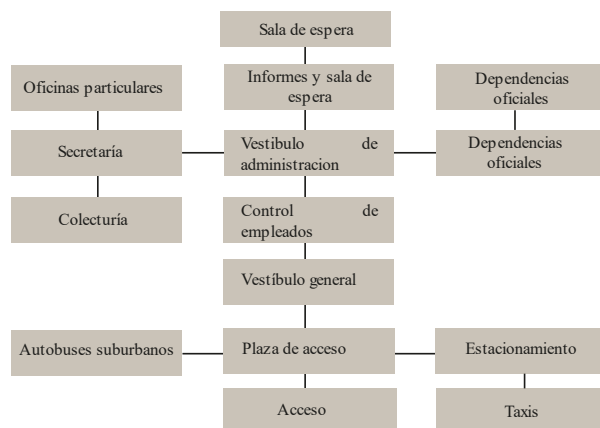 Sala de espera
Oficinas particulares
Informes y sala de
espera
Dependencias
oficiales
Secretaría
Vestibulo de
administracion
Dependencias
oficiales
Colecturía
Control de
empleados
Vestíbulo general
Autobuses suburbanos
Plaza de acceso
Estacionamiento
Acceso
Taxis